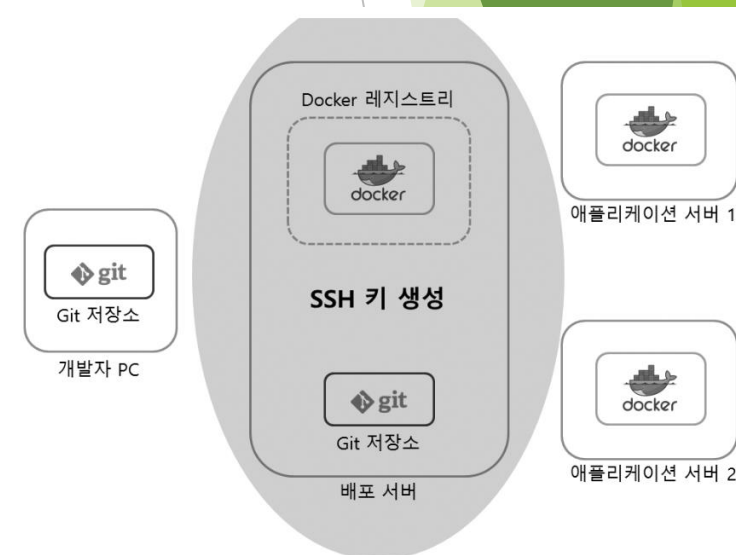 Docker 레지스트리
docker
SSH 키 생성
git
Git 저장소
배포 서버
git
Git 저장소
개발자 PC
docker
애플리케이션 서버 1
docker
애플리케이션 서버 2